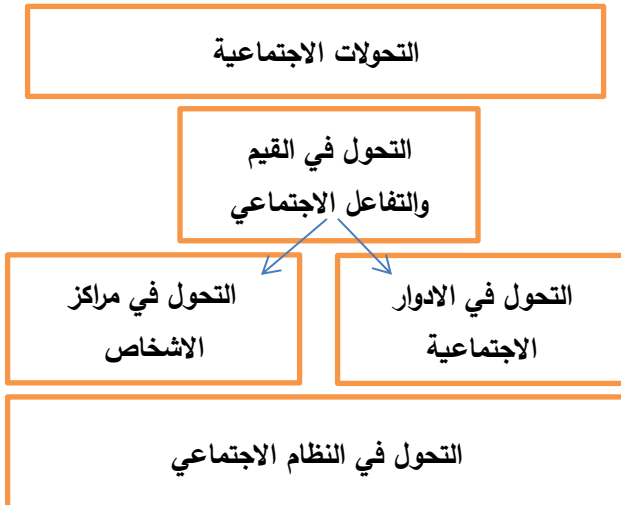 التحولات الاجتماعية
التحول في القيم
والتفاعل الاجتماعي
التحول في الادوار
الاجتماعية
التحول في مراكز
الاشخاص
التحول في النظام الاجتماعي